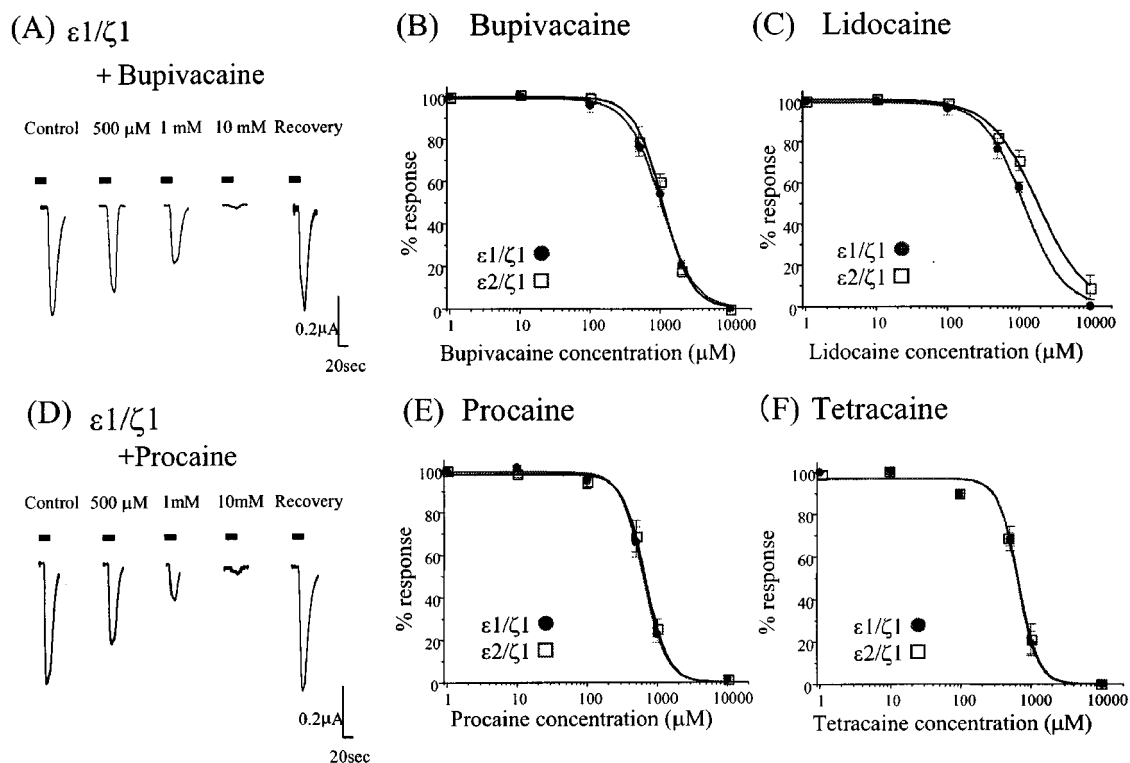 (A) ε1/ζ1
+ Bupivacaine
Control 500 μM 1 mM 10 mM Recovery
0.2μA
20sec
(B) Bupivacaine
100
80
60
40
20
0
% response
ε1/ζ1
ε2/ζ1
1 10 100 1000 10000
Bupivacaine concentration (μM)
(C) Lidocaine
100
80
60
40
20
0
% response
ε1/ζ1
ε2/ζ1
1 10 100 1000 10000
Lidocaine concentration (μM)
(D) ε1/ζ1
+Procaine
Control 500 μM 1mM 10mM Recovery
0.2μA
20sec
(E) Procaine
100
80
60
40
20
0
% response
ε1/ζ1
ε2/ζ1
1 10 100 1000 10000
Procaine concentration (μM)
(F) Tetracaine
100
80
60
40
20
0
% response
ε1/ζ1
ε2/ζ1
1 10 100 1000 10000
Tetracaine concentration (μM)